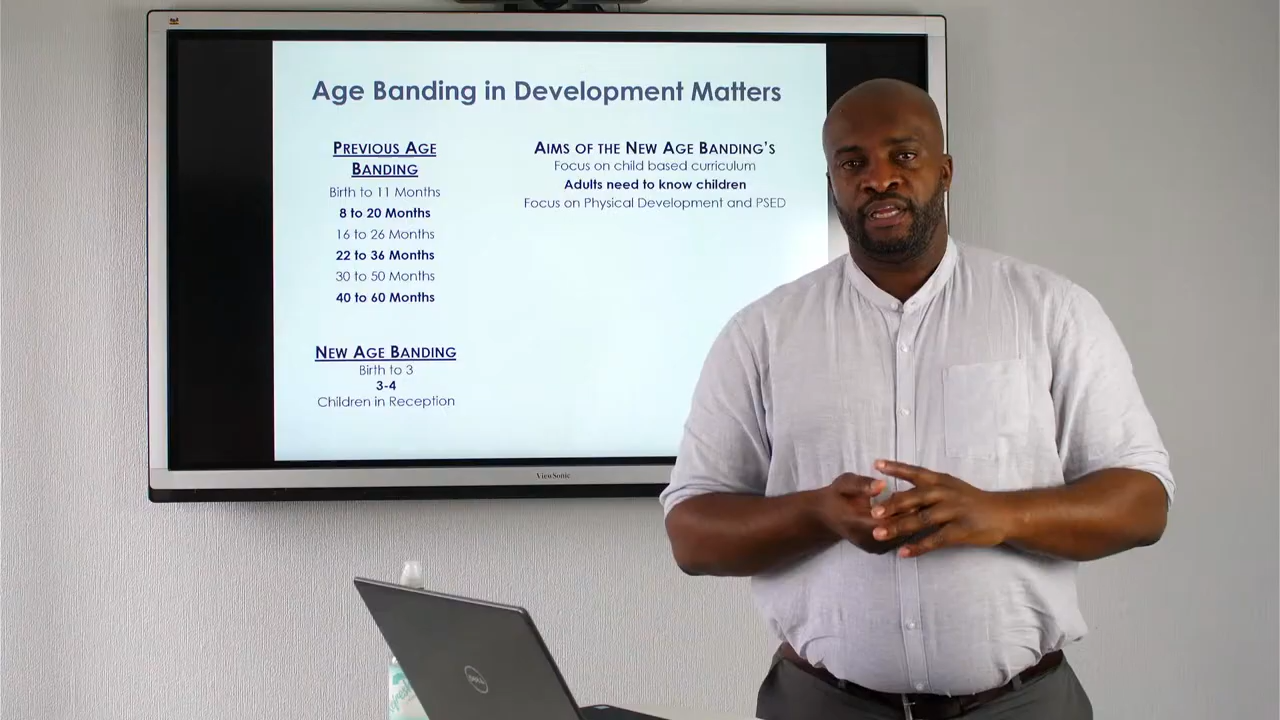 Age Banding in Development Matters
PREVIOUS AGE
BANDING
Birth to 11 Months
8 to 20 Months
16 to 26 Months
22 to 36 Months
30 to 50 Months
40 to 60 Months
NEW AGE BANDING
Birth to 3
3-4
Children in Reception
AIMS OF THE NEW AGE BANDING'S
Focus on child based curriculum
Adults need to know children
Focus on Physical Development and PSED
ViewSonic
DELL